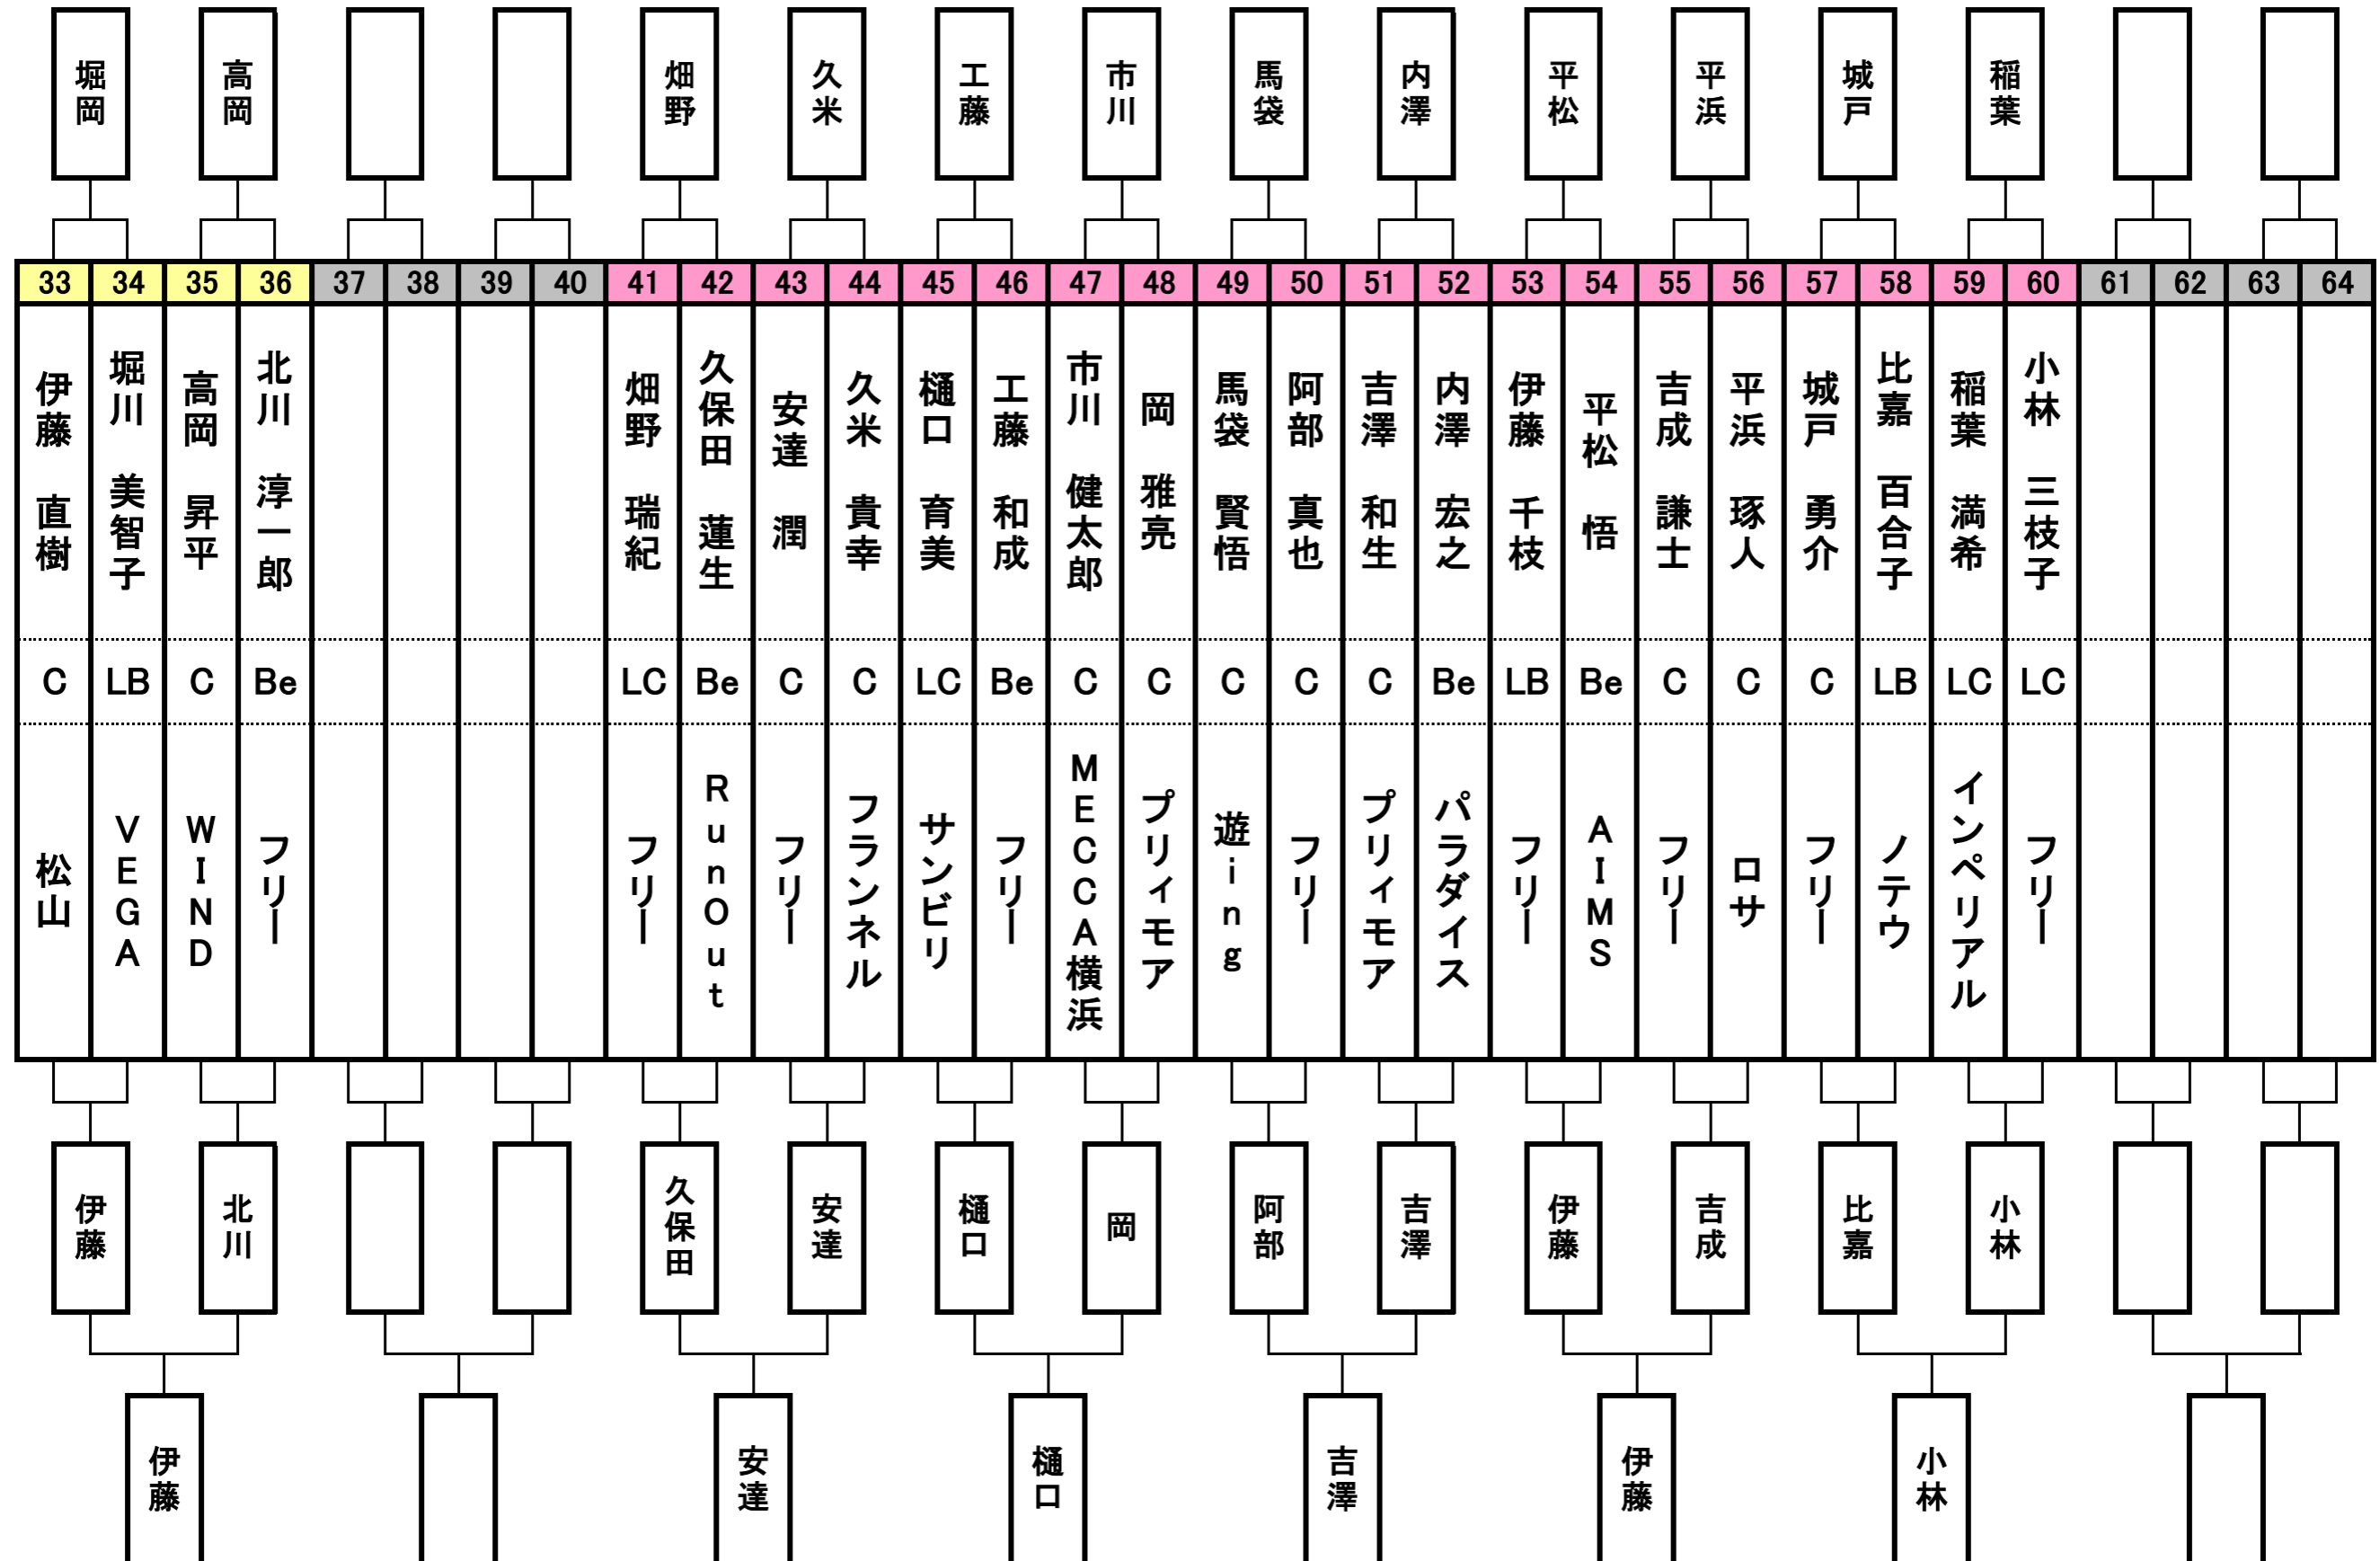 堀岡
高岡
畑野
久米
工藤
市川
馬袋
内澤
平松
平浜
城戸
稲葉
33 34 35 36 37 38 39 40 41 42 43 44 45 46 47 48 49 50 51 52 53 54 55 56 57 58 59 60 61 62 63 64
伊藤 直樹
堀川 美智子
高岡 昇平
北川 淳一郎
畑野 瑞紀
久保田 蓮生
安達 潤
久米 貴幸
樋口 育美
工藤 和成
市川 健太郎
岡 雅亮
馬袋 賢悟
阿部 真也
吉澤 和生
内澤 宏之
伊藤 千枝
平松 悟
吉成 謙士
平浜 琢人
城戸 勇介
比嘉 百合子
稲葉 満希
小林 三枝子
C LB C Be LC Be C C LC Be C C C C C Be LB Be C C C LB LC LC
松山
VEGA
WIND
フリー
フリー
RunOut
フリー
フランネル
サンビリ
フリー
MECCA横浜
プリィモア
遊ing
フリー
プリィモア
パラダイス
フリー
AIMS
フリー
ロサ
フリー
ノテウ
インペリアル
フリー
伊藤
北川
久保田
安達
樋口
岡
阿部
吉澤
伊藤
吉成
比嘉
小林
伊藤
安達
樋口
吉澤
伊藤
小林